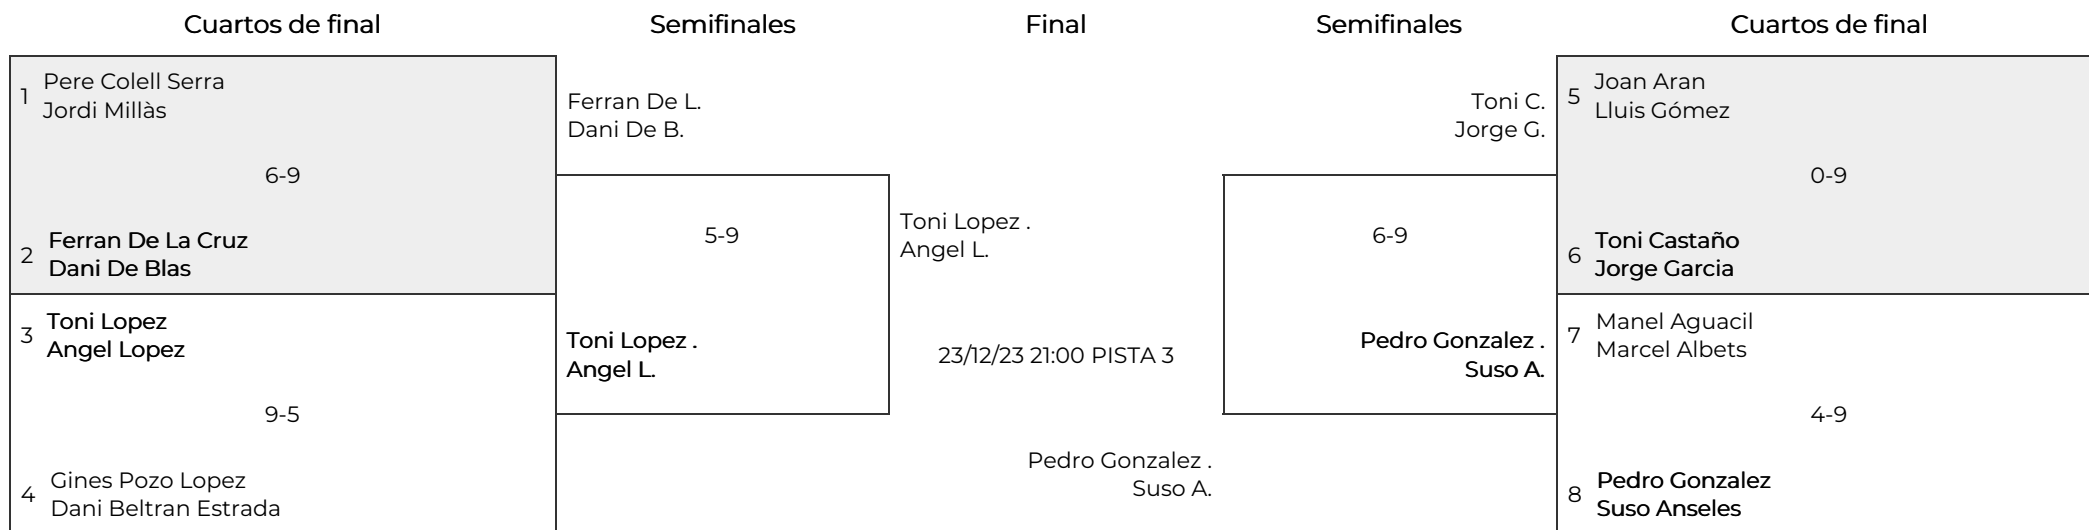 Cuartos de final
Semifinales
Final
Semifinales
Cuartos de final
1
Pere Colell Serra
Jordi Millàs
6-9
2
Ferran De La Cruz
Dani De Blas
3
Toni Lopez
Angel Lopez
9-5
4
Gines Pozo Lopez
Dani Beltran Estrada
Ferran De L.
Dani De B.
5-9
Toni Lopez .
Angel L.
Toni Lopez .
Angel L.
23/12/23 21:00 PISTA 3
Pedro Gonzalez .
Suso A.
Toni C.
Jorge G.
6-9
Pedro Gonzalez .
Suso A.
5
Joan Aran
Lluis Gómez
0-9
6
Toni Castaño
Jorge Garcia
7
Manel Aguacil
Marcel Albets
4-9
8
Pedro Gonzalez
Suso Anseles